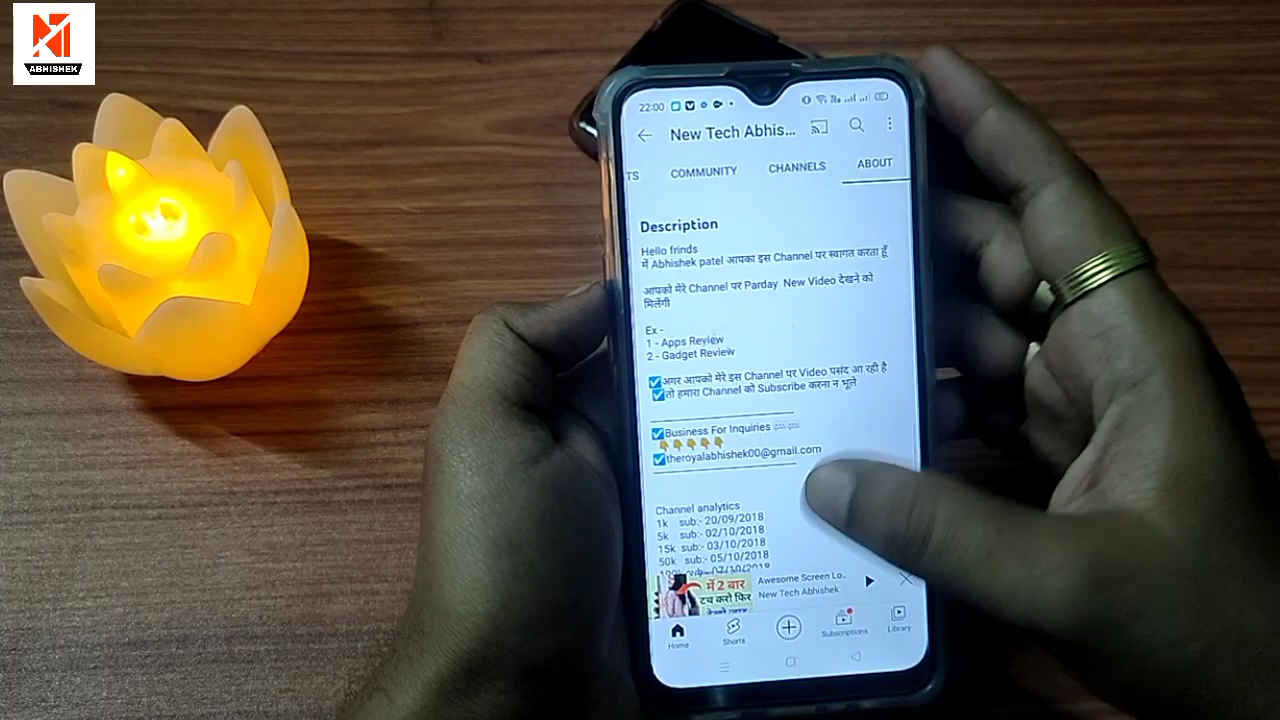 ABHISHEK
22:00
New Tech Abhis...
TS COMMUNITY CHANNELS ABOUT
Description
Hello frinds
में Abhishek patel आपका इस Channel पर स्वागत करता हूँ
आपको मेरे Channel पर Parday New Video देखने को
मिलेंगी
Ex -
1 - Apps Review
2 - Gadget Review
✅अगर आपको मेरे इस Channel पर Video पसंद आ रही है
✅तो हमारा Channel को Subscribe करना न भूले
✅Business For Inquiries
👇👇👇👇👇
✅theroyalabhishek00@gmail.com
Channel analytics
1k sub:- 20/09/2018
5k sub:- 02/10/2018
15k sub:- 03/10/2018
50k sub:- 05/10/2018
में 2 बार
टच करो फिर
Awesome Screen Lo..
New Tech Abhishek
Home Shorts Subscriptions Library